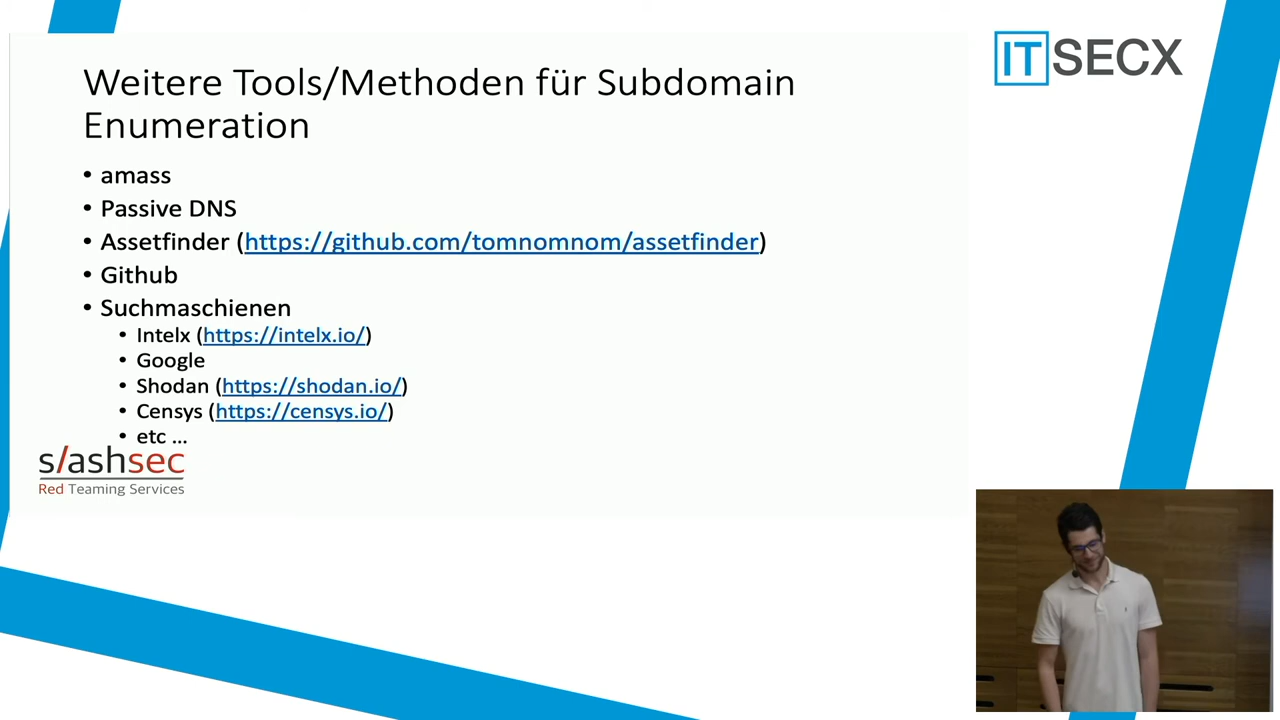 IT SECX
Weitere Tools/Methoden für Subdomain
Enumeration
• amass
• Passive DNS
• Assetfinder (https://github.com/tomnomnom/assetfinder)
• Github
• Suchmaschienen
• Intelx (https://intelx.io/)
• Google
• Shodan (https://shodan.io/)
• Censys (https://censys.io/)
• etc ...
s/ashsec
Red Teaming Services